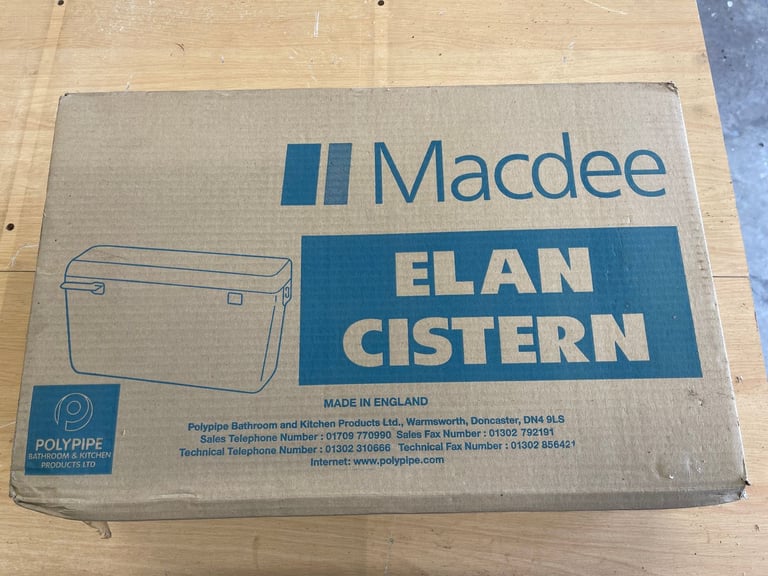 Macdee
ELAN
CISTERN
MADE IN ENGLAND
Polypipe Bathroom and Kitchen Products Ltd., Warmsworth, Doncaster, DN4 9LS
Sales Telephone Number : 01709 770990 Sales Fax Number : 01302 792191
Technical Telephone Number : 01302 310666 Technical Fax Number : 01302 856421
Internet: www.polypipe.com
POLYPIPE
BATHROOM & KITCHEN
PRODUCTS LTD